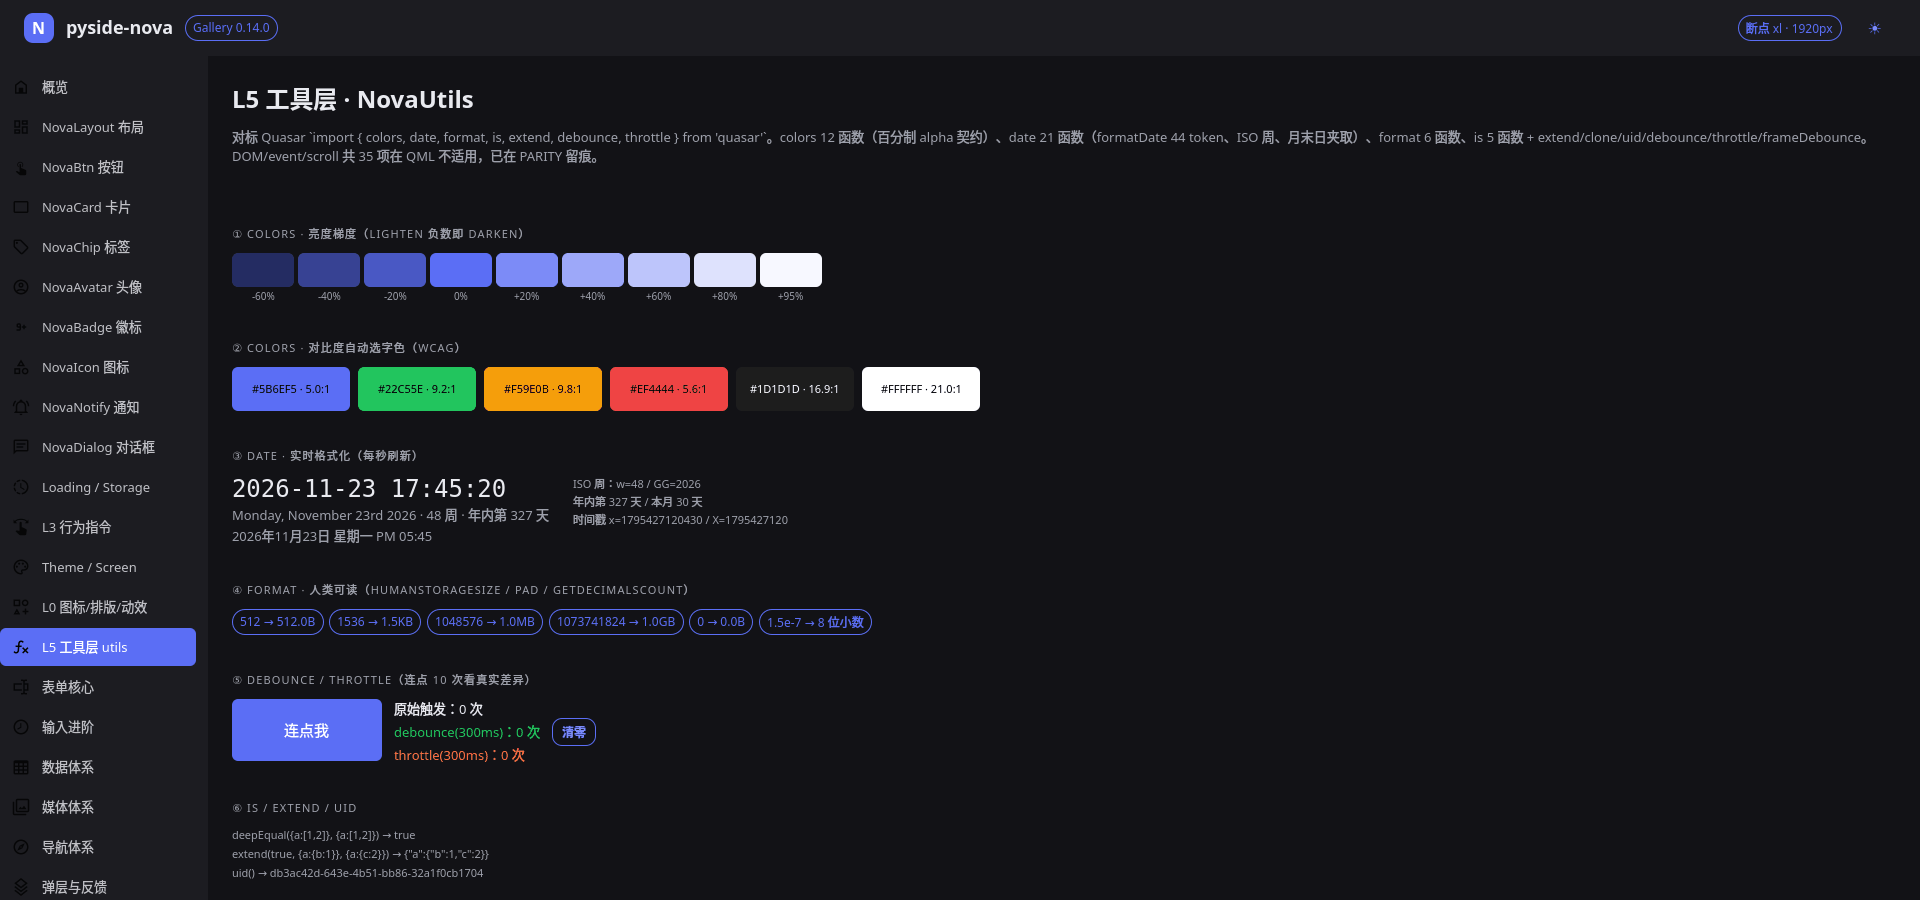 N pyside-nova Gallery 0.14.0
断点 xl · 1920px ☀
概览
NovaLayout 布局
NovaBtn 按钮
NovaCard 卡片
NovaChip 标签
NovaAvatar 头像
9+ NovaBadge 徽标
NovaIcon 图标
NovaNotify 通知
NovaDialog 对话框
Loading / Storage
L3 行为指令
Theme / Screen
L0 图标/排版/动效
L5 工具层 utils
表单核心
输入进阶
数据体系
媒体体系
导航体系
弹层与反馈
L5 工具层 · NovaUtils
对标 Quasar `import { colors, date, format, is, extend, debounce, throttle } from 'quasar'`。colors 12 函数（百分制 alpha 契约）、date 21 函数（formatDate 44 token、ISO 周、月末日夹取）、format 6 函数、is 5 函数 + extend/clone/uid/debounce/throttle/frameDebounce。
DOM/event/scroll 共 35 项在 QML 不适用，已在 PARITY 留痕。
① COLORS · 亮度梯度（LIGHTEN 负数即 DARKEN）
-60% -40% -20% 0% +20% +40% +60% +80% +95%
② COLORS · 对比度自动选字色（WCAG）
#5B6EF5 · 5.0:1 #22C55E · 9.2:1 #F59E0B · 9.8:1 #EF4444 · 5.6:1 #1D1D1D · 16.9:1 #FFFFFF · 21.0:1
③ DATE · 实时格式化（每秒刷新）
2026-11-23 17:45:20
Monday, November 23rd 2026 · 48 周 · 年内第 327 天
2026年11月23日 星期一 PM 05:45
ISO 周：w=48 / GG=2026
年内第 327 天 / 本月 30 天
时间戳 x=1795427120430 / X=1795427120
④ FORMAT · 人类可读（HUMANSTORAGESIZE / PAD / GETDECIMALSCOUNT）
512 → 512.0B 1536 → 1.5KB 1048576 → 1.0MB 1073741824 → 1.0GB 0 → 0.0B 1.5e-7 → 8 位小数
⑤ DEBOUNCE / THROTTLE（连点 10 次看真实差异）
连点我
原始触发：0 次
debounce(300ms)：0 次
throttle(300ms)：0 次
清零
⑥ IS / EXTEND / UID
deepEqual({a:[1,2]}, {a:[1,2]}) → true
extend(true, {a:{b:1}}, {a:{c:2}}) → {"a":{"b":1,"c":2}}
uid() → db3ac42d-643e-4b51-bb86-32a1f0cb1704